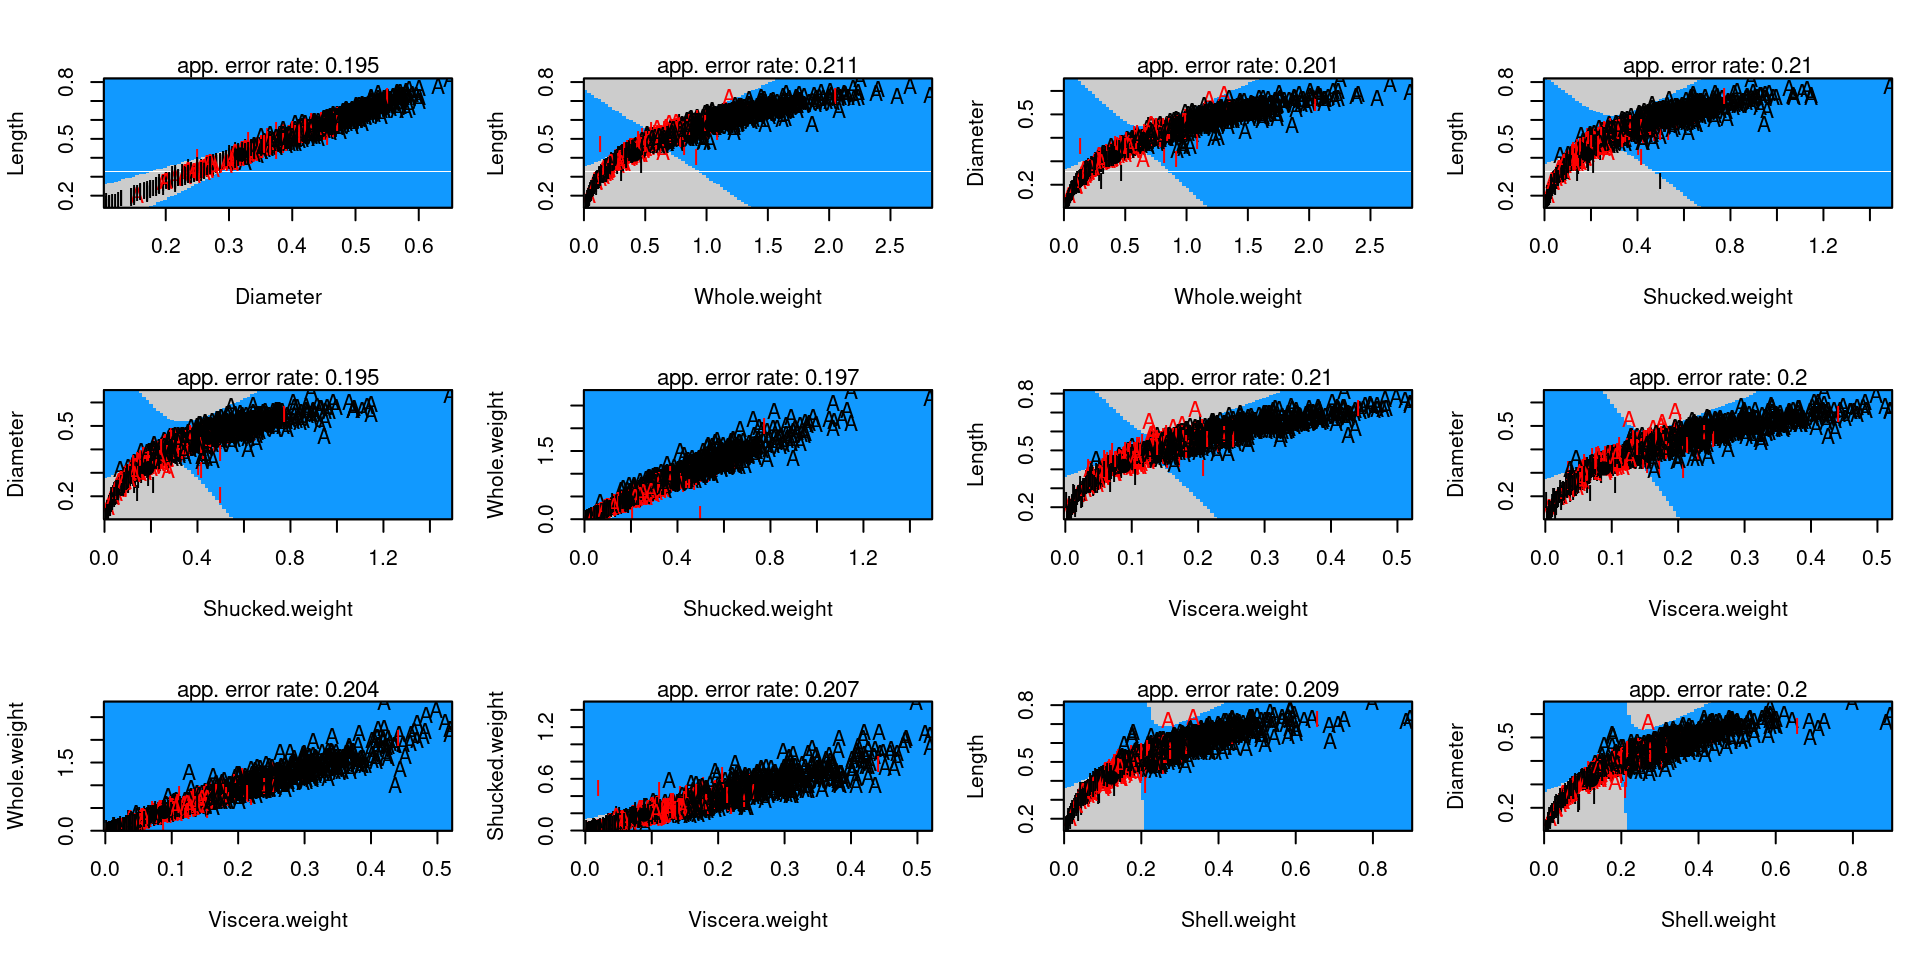 app. error rate: 0.195
Length
0.2 0.5 0.8
0.2 0.3 0.4 0.5 0.6
Diameter
app. error rate: 0.211
Length
0.2 0.5 0.8
0.0 0.5 1.0 1.5 2.0 2.5
Whole.weight
app. error rate: 0.201
Diameter
0.2 0.5
0.0 0.5 1.0 1.5 2.0 2.5
Whole.weight
app. error rate: 0.21
Length
0.2 0.5 0.8
0.0 0.4 0.8 1.2
Shucked.weight
app. error rate: 0.195
Diameter
0.2 0.5
0.0 0.4 0.8 1.2
Shucked.weight
app. error rate: 0.197
Whole.weight
0.0 1.5
0.0 0.4 0.8 1.2
Shucked.weight
app. error rate: 0.21
Length
0.2 0.5 0.8
0.0 0.1 0.2 0.3 0.4 0.5
Viscera.weight
app. error rate: 0.2
Diameter
0.2 0.5
0.0 0.1 0.2 0.3 0.4 0.5
Viscera.weight
app. error rate: 0.204
Whole.weight
0.0 1.5
0.0 0.1 0.2 0.3 0.4 0.5
Viscera.weight
app. error rate: 0.207
Shucked.weight
0.0 0.6 1.2
0.0 0.1 0.2 0.3 0.4 0.5
Viscera.weight
app. error rate: 0.209
Length
0.2 0.5 0.8
0.0 0.2 0.4 0.6 0.8
Shell.weight
app. error rate: 0.2
Diameter
0.2 0.5
0.0 0.2 0.4 0.6 0.8
Shell.weight